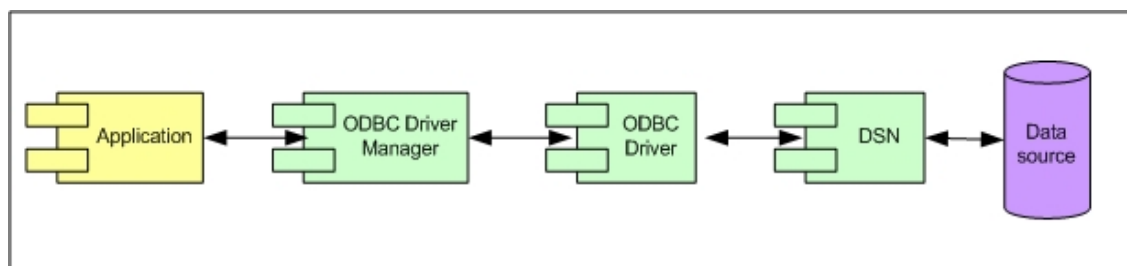 Application
ODBC Driver
Manager
ODBC
Driver
DSN
Data
source